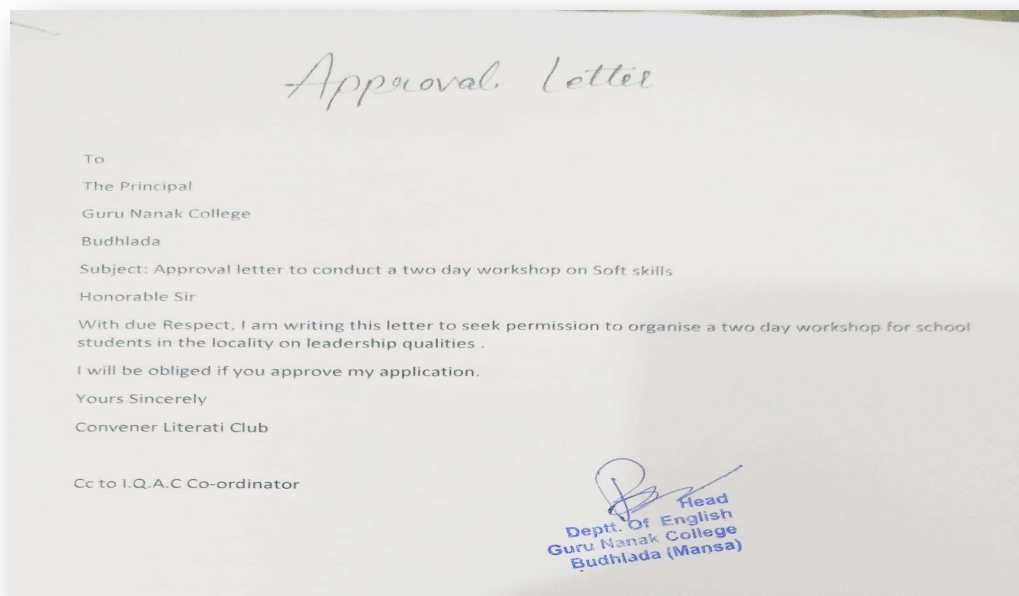 Approval Letter
To
The Principal
Guru Nanak College
Budhlada
Subject: Approval letter to conduct a two day workshop on Soft skills
Honorable Sir
With due Respect, I am writing this letter to seek permission to organise a two day workshop for school
students in the locality on leadership qualities .
I will be obliged if you approve my application.
Yours Sincerely
Convener Literati Club
Cc to I.Q.A.C Co-ordinator
Head
Deptt. Of English
Guru Nanak College
Budhlada (Mansa)